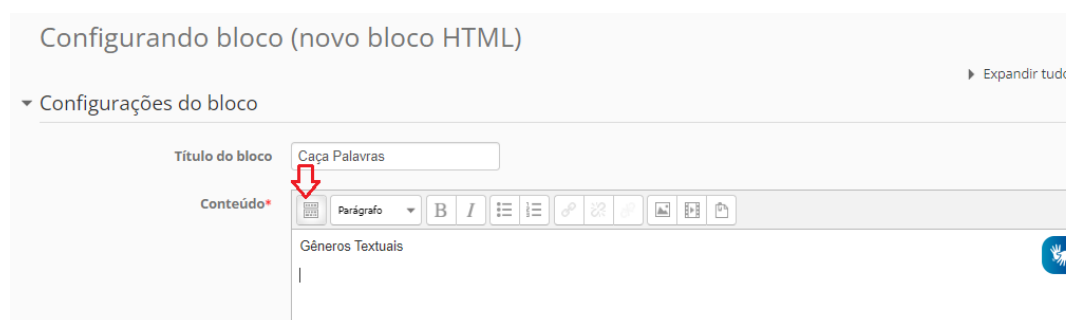 Configurando bloco (novo bloco HTML)
Expandir tudo
Configurações do bloco
Título do bloco Caça Palavras
Conteúdo*
Parágrafo B I
Gêneros Textuais